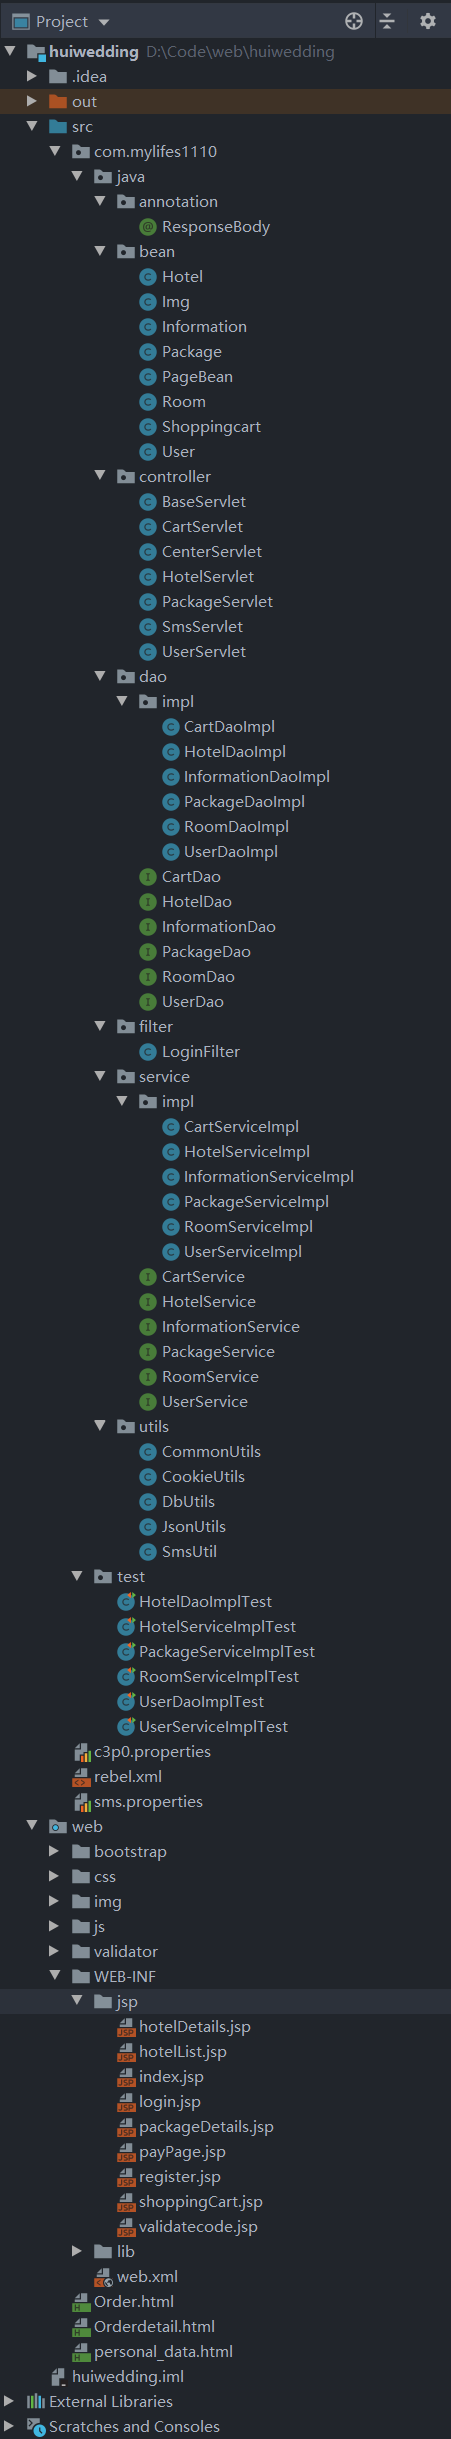 Project
huiwedding D:\Code\web\huiwedding
.idea
out
src
com.mylifes1110
java
annotation
ResponseBody
bean
Hotel
Img
Information
Package
PageBean
Room
Shoppingcart
User
controller
BaseServlet
CartServlet
CenterServlet
HotelServlet
PackageServlet
SmsServlet
UserServlet
dao
impl
CartDaoImpl
HotelDaoImpl
InformationDaoImpl
PackageDaoImpl
RoomDaoImpl
UserDaoImpl
CartDao
HotelDao
InformationDao
PackageDao
RoomDao
UserDao
filter
LoginFilter
service
impl
CartServiceImpl
HotelServiceImpl
InformationServiceImpl
PackageServiceImpl
RoomServiceImpl
UserServiceImpl
CartService
HotelService
InformationService
PackageService
RoomService
UserService
utils
CommonUtils
CookieUtils
DbUtils
JsonUtils
SmsUtil
test
HotelDaoImplTest
HotelServiceImplTest
PackageServiceImplTest
RoomServiceImplTest
UserDaoImplTest
UserServiceImplTest
c3p0.properties
rebel.xml
sms.properties
web
bootstrap
css
img
js
validator
WEB-INF
jsp
hotelDetails.jsp
hotelList.jsp
index.jsp
login.jsp
packageDetails.jsp
payPage.jsp
register.jsp
shoppingCart.jsp
validatecode.jsp
lib
web.xml
Order.html
Orderdetail.html
personal_data.html
huiwedding.iml
External Libraries
Scratches and Consoles